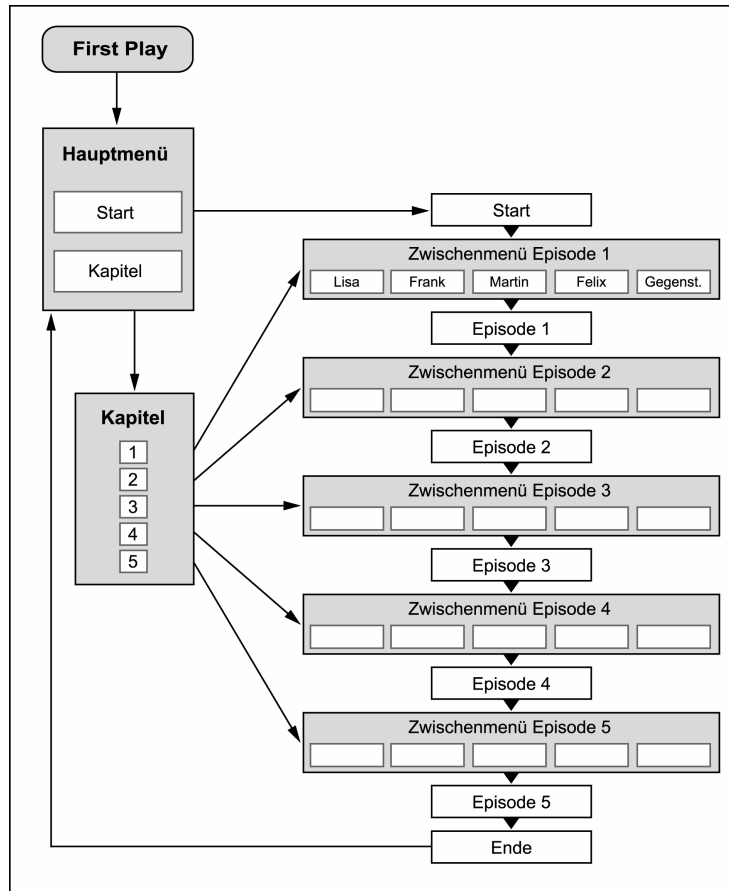 First Play
Hauptmenü
Start
Kapitel
Kapitel
1
2
3
4
5
Start
Zwischenmenü Episode 1
Lisa Frank Martin Felix Gegenst.
Episode 1
Zwischenmenü Episode 2
Episode 2
Zwischenmenü Episode 3
Episode 3
Zwischenmenü Episode 4
Episode 4
Zwischenmenü Episode 5
Episode 5
Ende